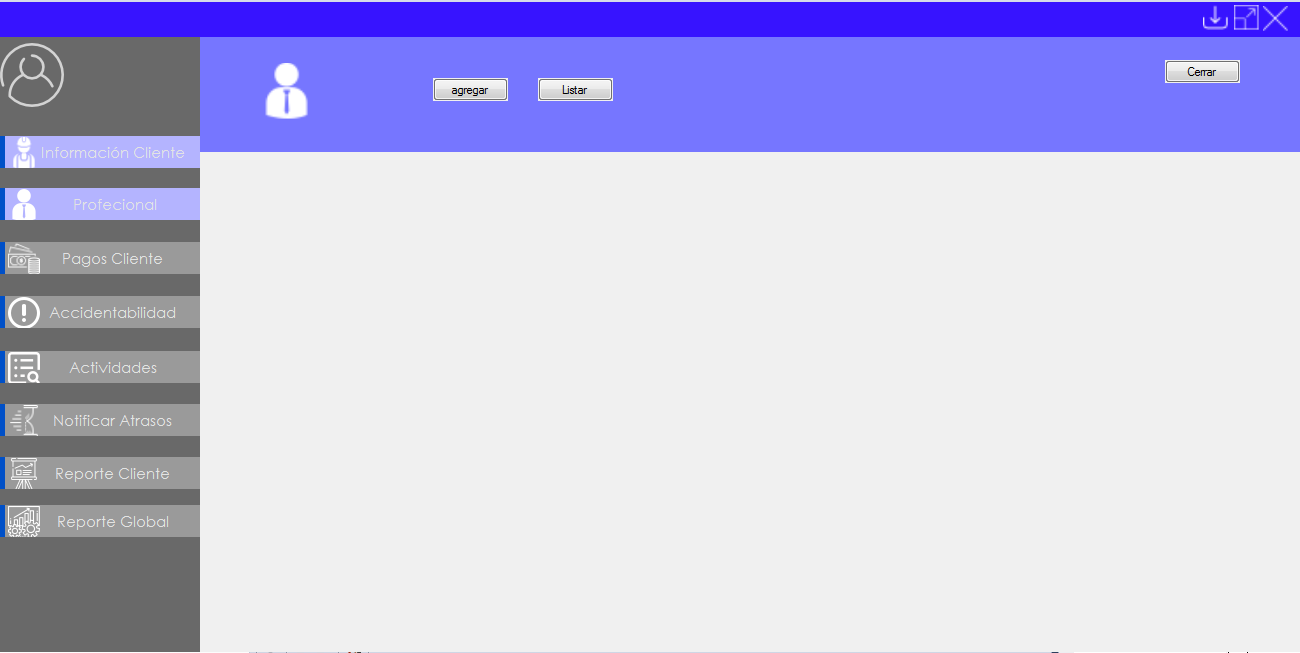 agregar
Listar
Cerrar
Información Cliente
Profecional
Pagos Cliente
Accidentabilidad
Actividades
Notificar Atrasos
Reporte Cliente
Reporte Global